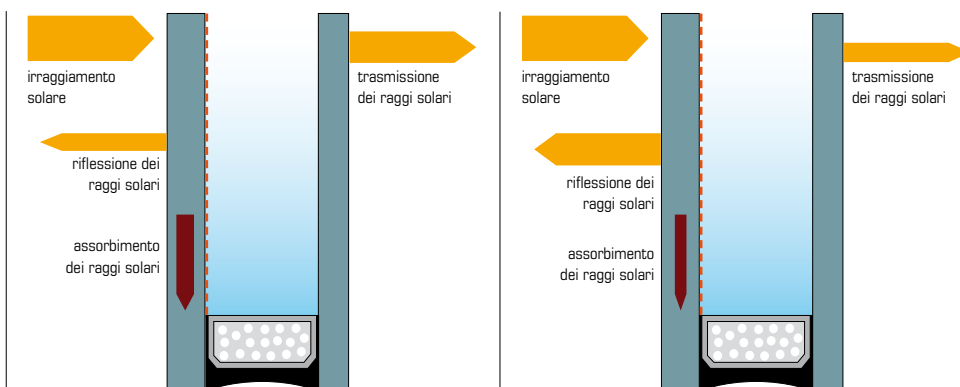 irraggiamento
solare
trasmissione
dei raggi solari
riflessione dei
raggi solari
assorbimento
dei raggi solari
irraggiamento
solare
trasmissione
dei raggi solari
riflessione dei
raggi solari
assorbimento
dei raggi solari